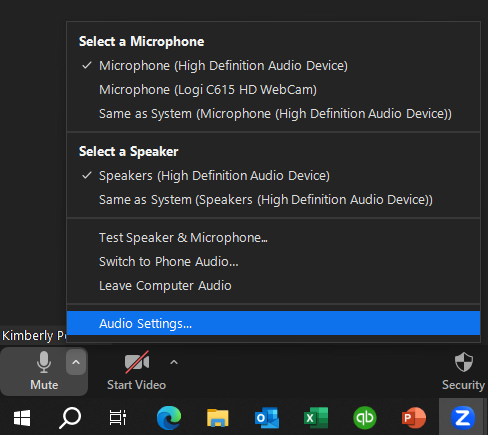 Select a Microphone
Microphone (High Definition Audio Device)
Microphone (Logi C615 HD WebCam)
Same as System (Microphone (High Definition Audio Device))
Select a Speaker
Speakers (High Definition Audio Device)
Same as System (Speakers (High Definition Audio Device))
Test Speaker & Microphone...
Switch to Phone Audio...
Leave Computer Audio
Audio Settings...
Kimberly
Mute
Start Video
Security
qb